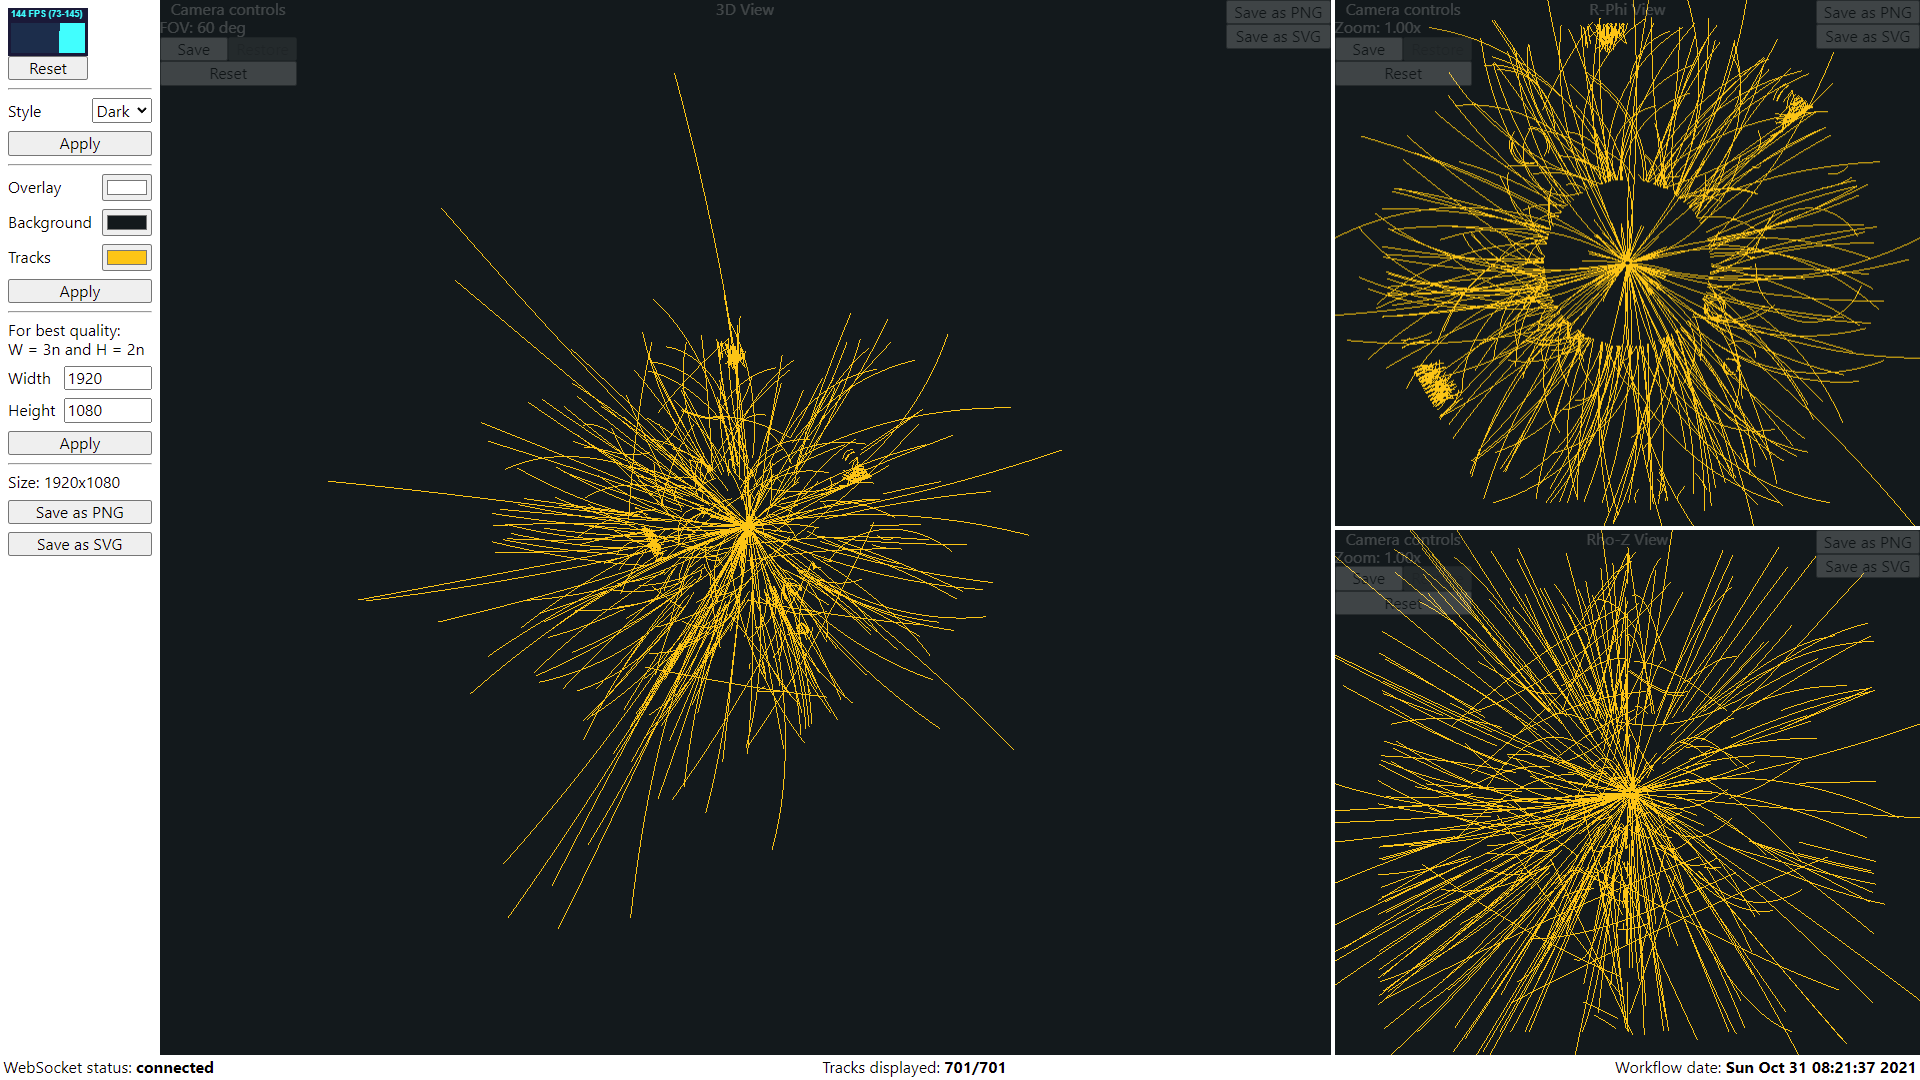 144 FPS (73-145)
Reset
Style
Dark
Apply
Overlay
Background
Tracks
Apply
For best quality:
W = 3n and H = 2n
Width 1920
Height 1080
Apply
Size: 1920x1080
Save as PNG
Save as SVG
Camera controls
FOV: 60 deg
Save
Reset
3D View
Save as PNG
Save as SVG
Camera controls
Zoom: 1.00x
Save
Reset
R-Phi View
Save as PNG
Save as SVG
Camera controls
Zoom: 1.00x
Save
Reset
Rho-Z View
Save as PNG
Save as SVG
WebSocket status: connected
Tracks displayed: 701/701
Workflow date: Sun Oct 31 08:21:37 2021